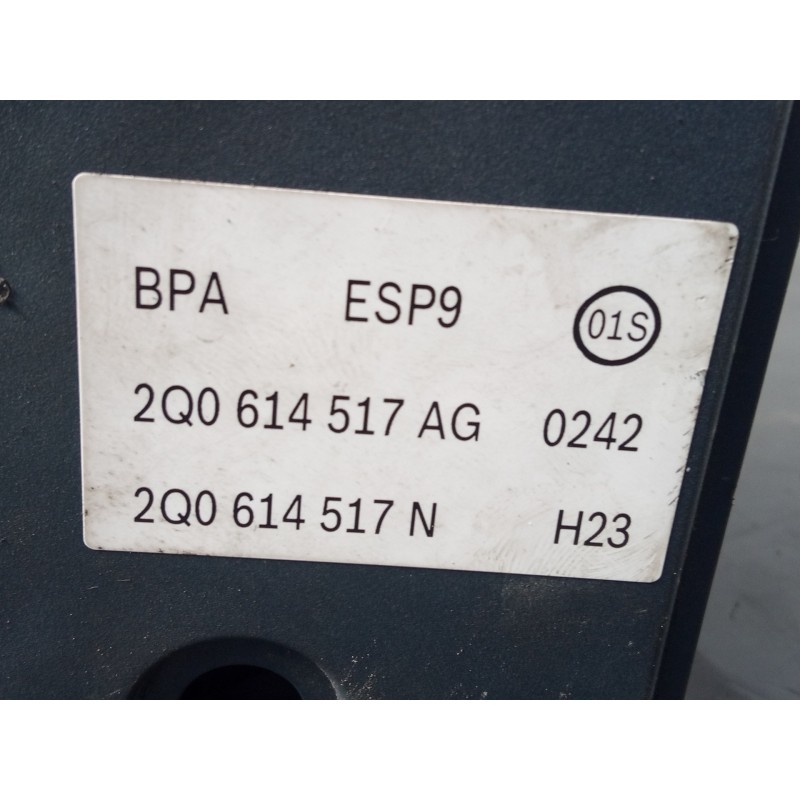 BPA ESP9 01S
2Q0 614 517 AG 0242
2Q0 614 517 N H23